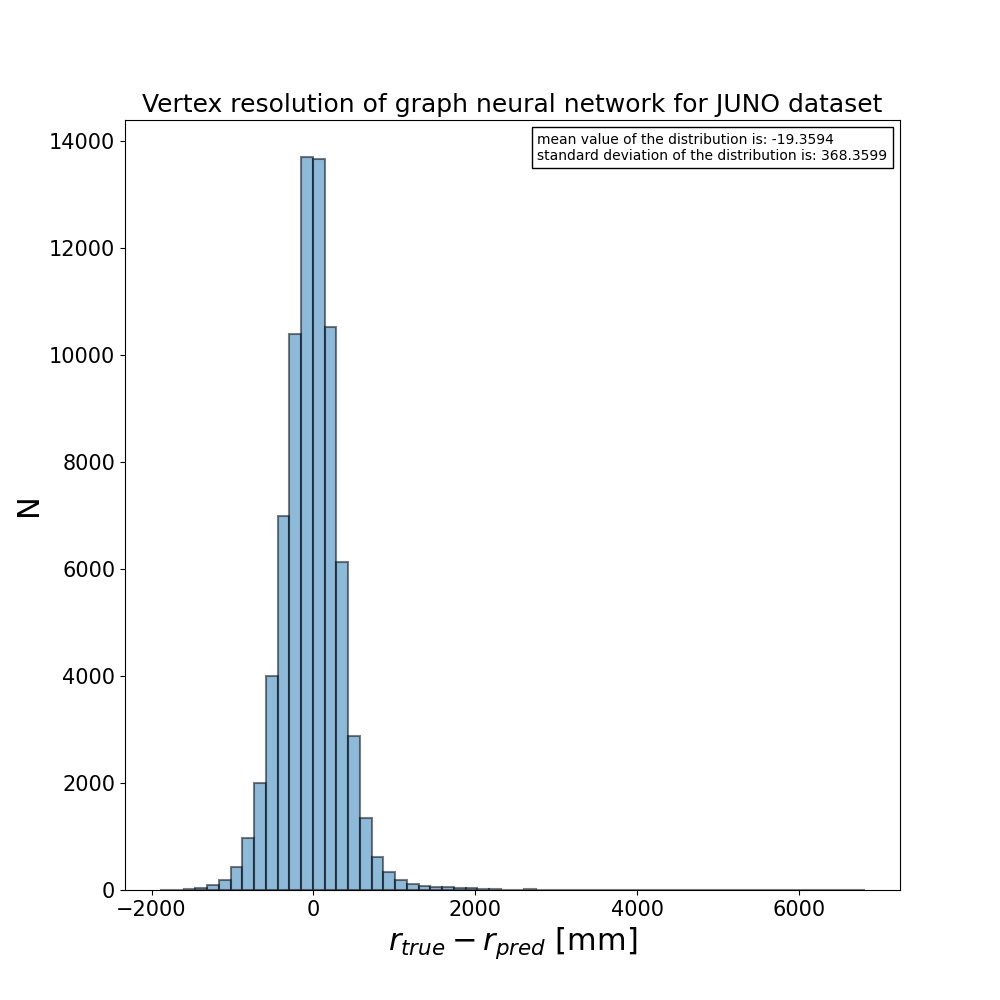 Vertex resolution of graph neural network for JUNO dataset
mean value of the distribution is: -19.3594
standard deviation of the distribution is: 368.3599
14000
12000
10000
8000
6000
4000
2000
0
N
−2000 0 2000 4000 6000
r_true − r_pred [mm]